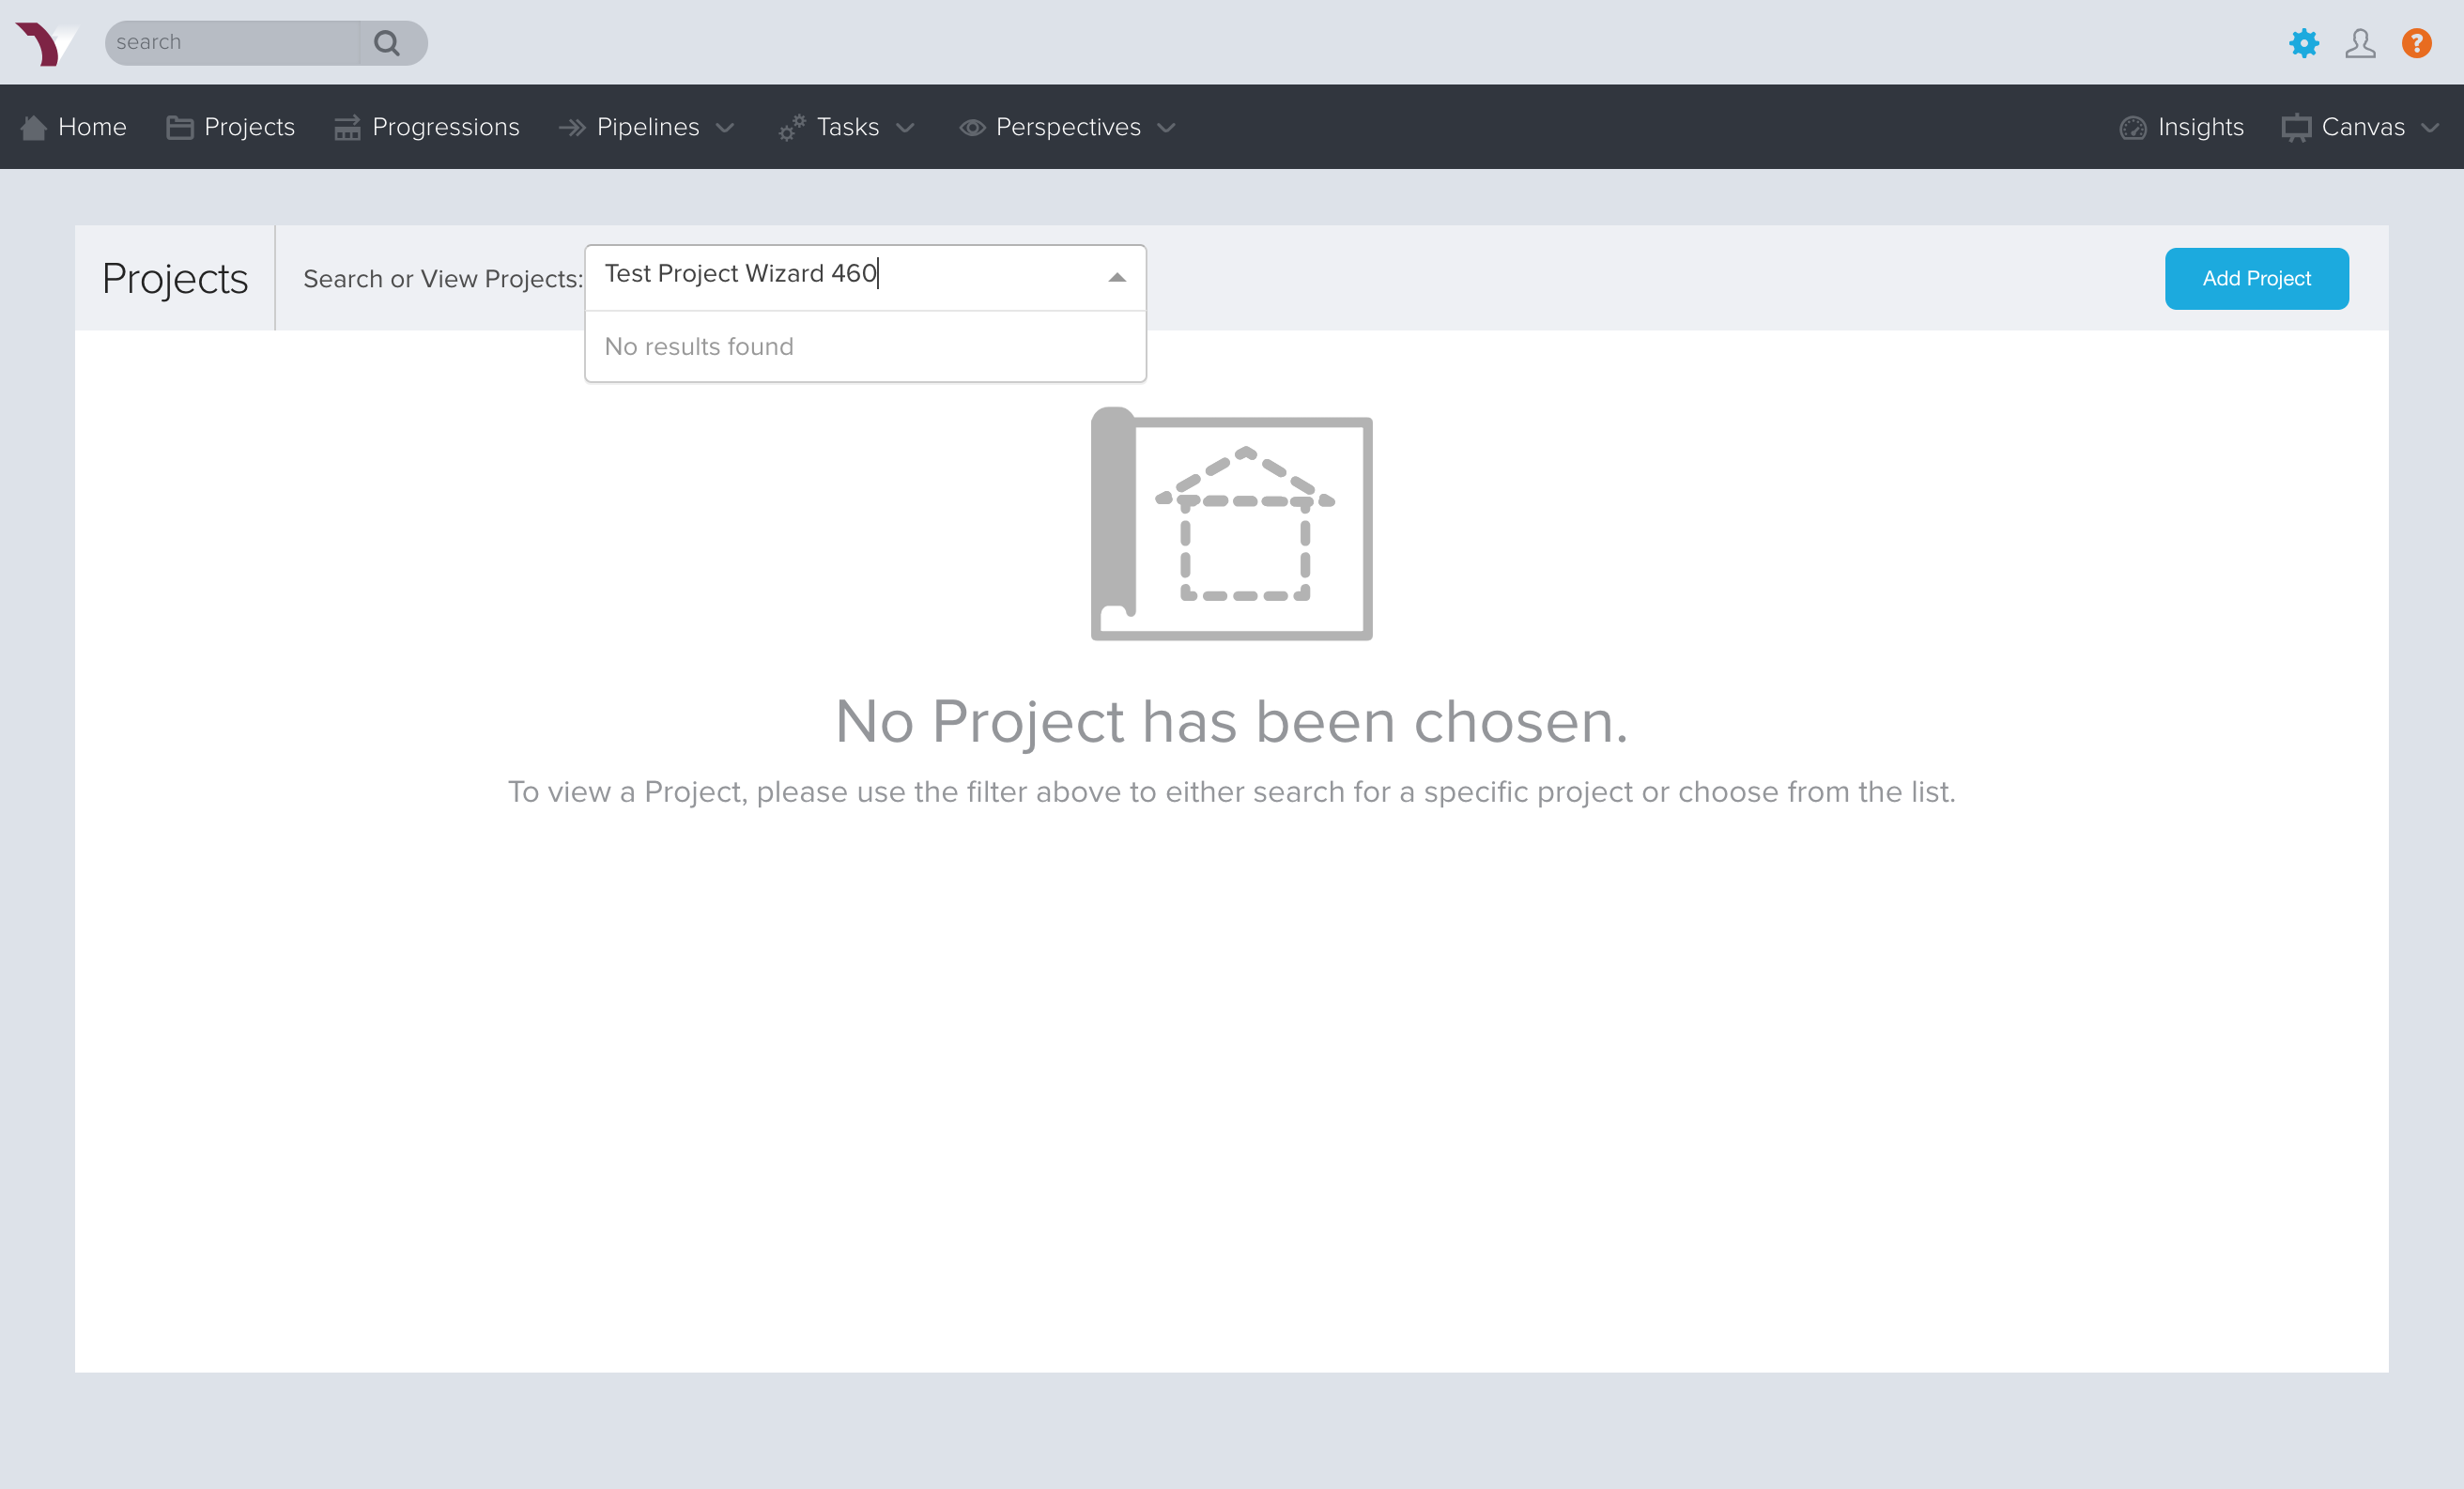 search
?
Home Projects Progressions Pipelines Tasks Perspectives Insights Canvas
Projects
Search or View Projects:
Test Project Wizard 460
Add Project
No results found
No Project has been chosen.
To view a Project, please use the filter above to either search for a specific project or choose from the list.